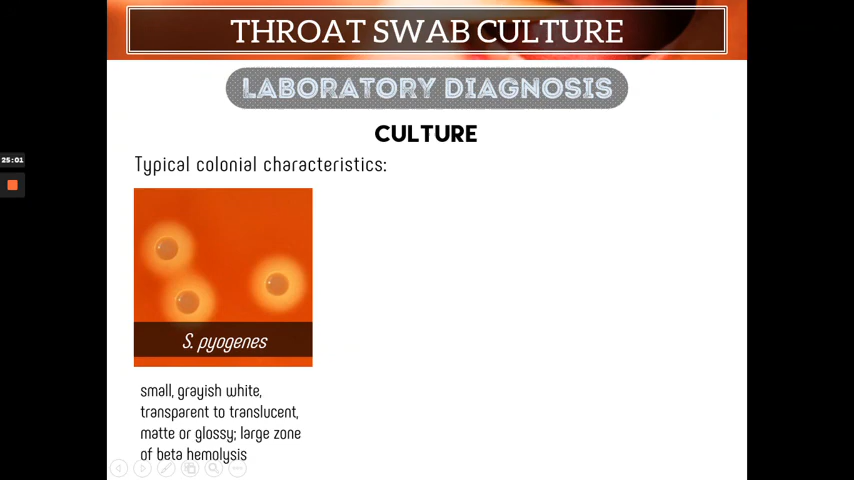 THROAT SWAB CULTURE
LABORATORY DIAGNOSIS
CULTURE
25:01
Typical colonial characteristics:
S. pyogenes
small, grayish white,
transparent to translucent,
matte or glossy; large zone
of beta hemolysis